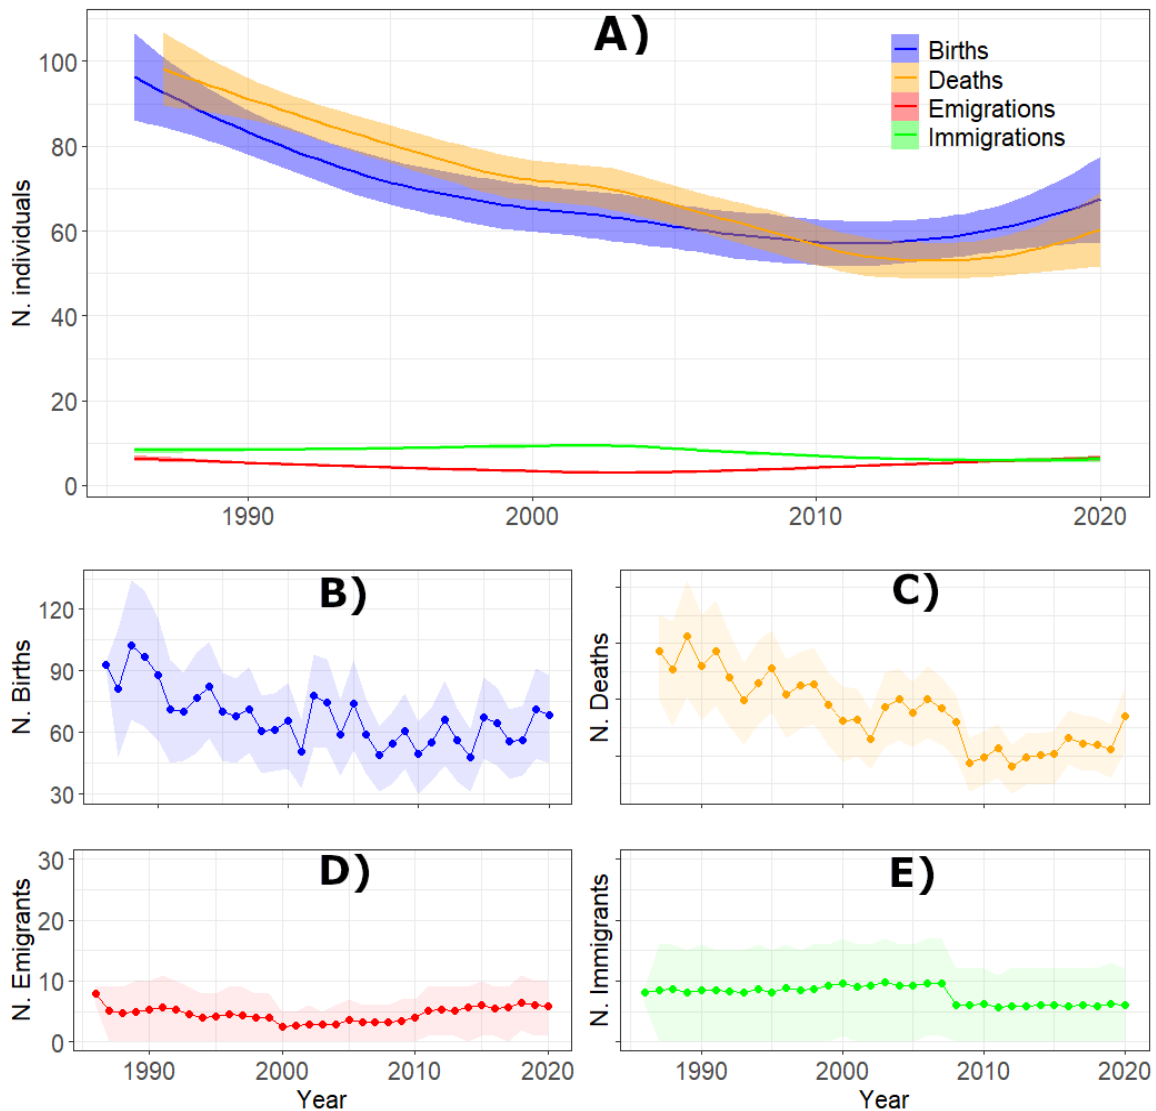 A)
Births
Deaths
Emigrations
Immigrations
N. individuals
100
80
60
40
20
0
1990
2000
2010
2020
B)
N. Births
120
90
60
30
C)
N. Deaths
D)
N. Emigrants
30
20
10
0
1990
2000
2010
2020
Year
E)
N. Immigrants
1990
2000
2010
2020
Year